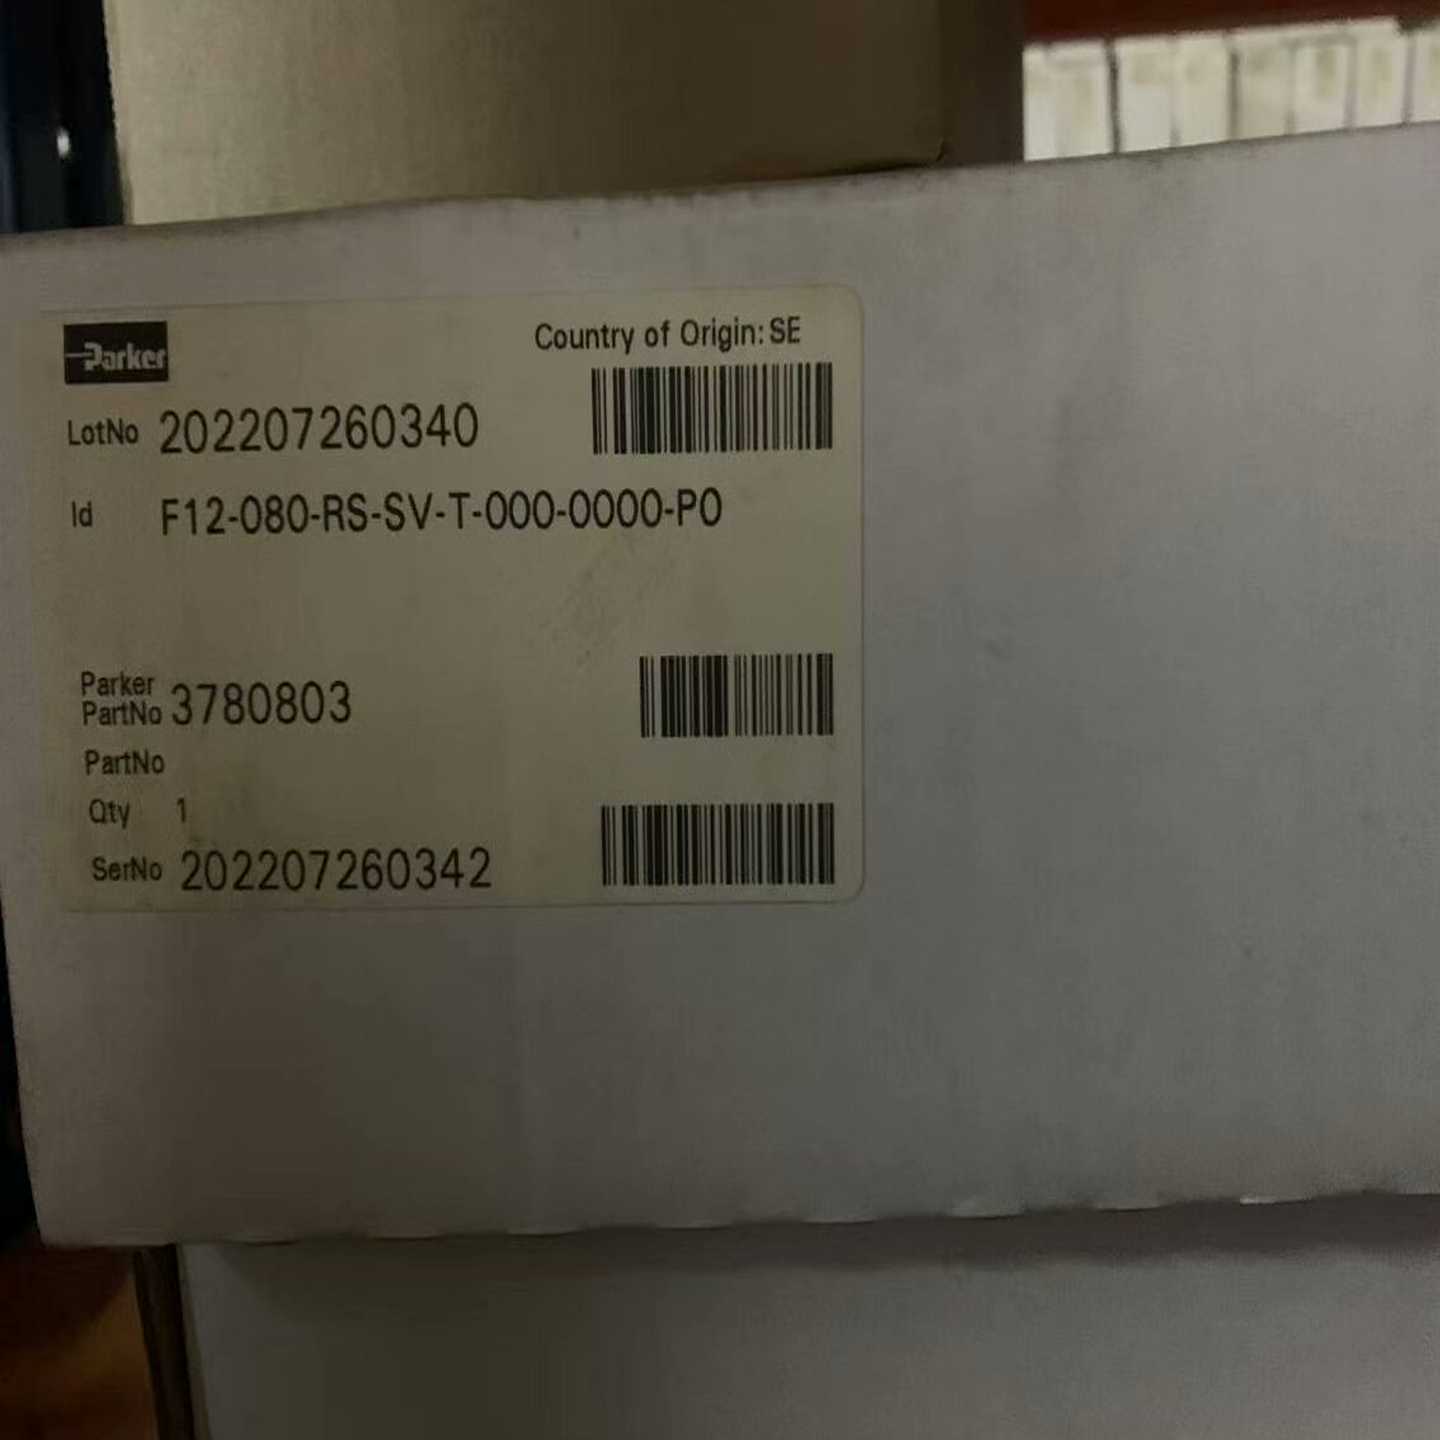 Parker
Country of Origin: SE
LotNo 202207260340
Id F12-080-RS-SV-T-000-0000-P0
Parker
PartNo 3780803
PartNo
Qty 1
SerNo 202207260342